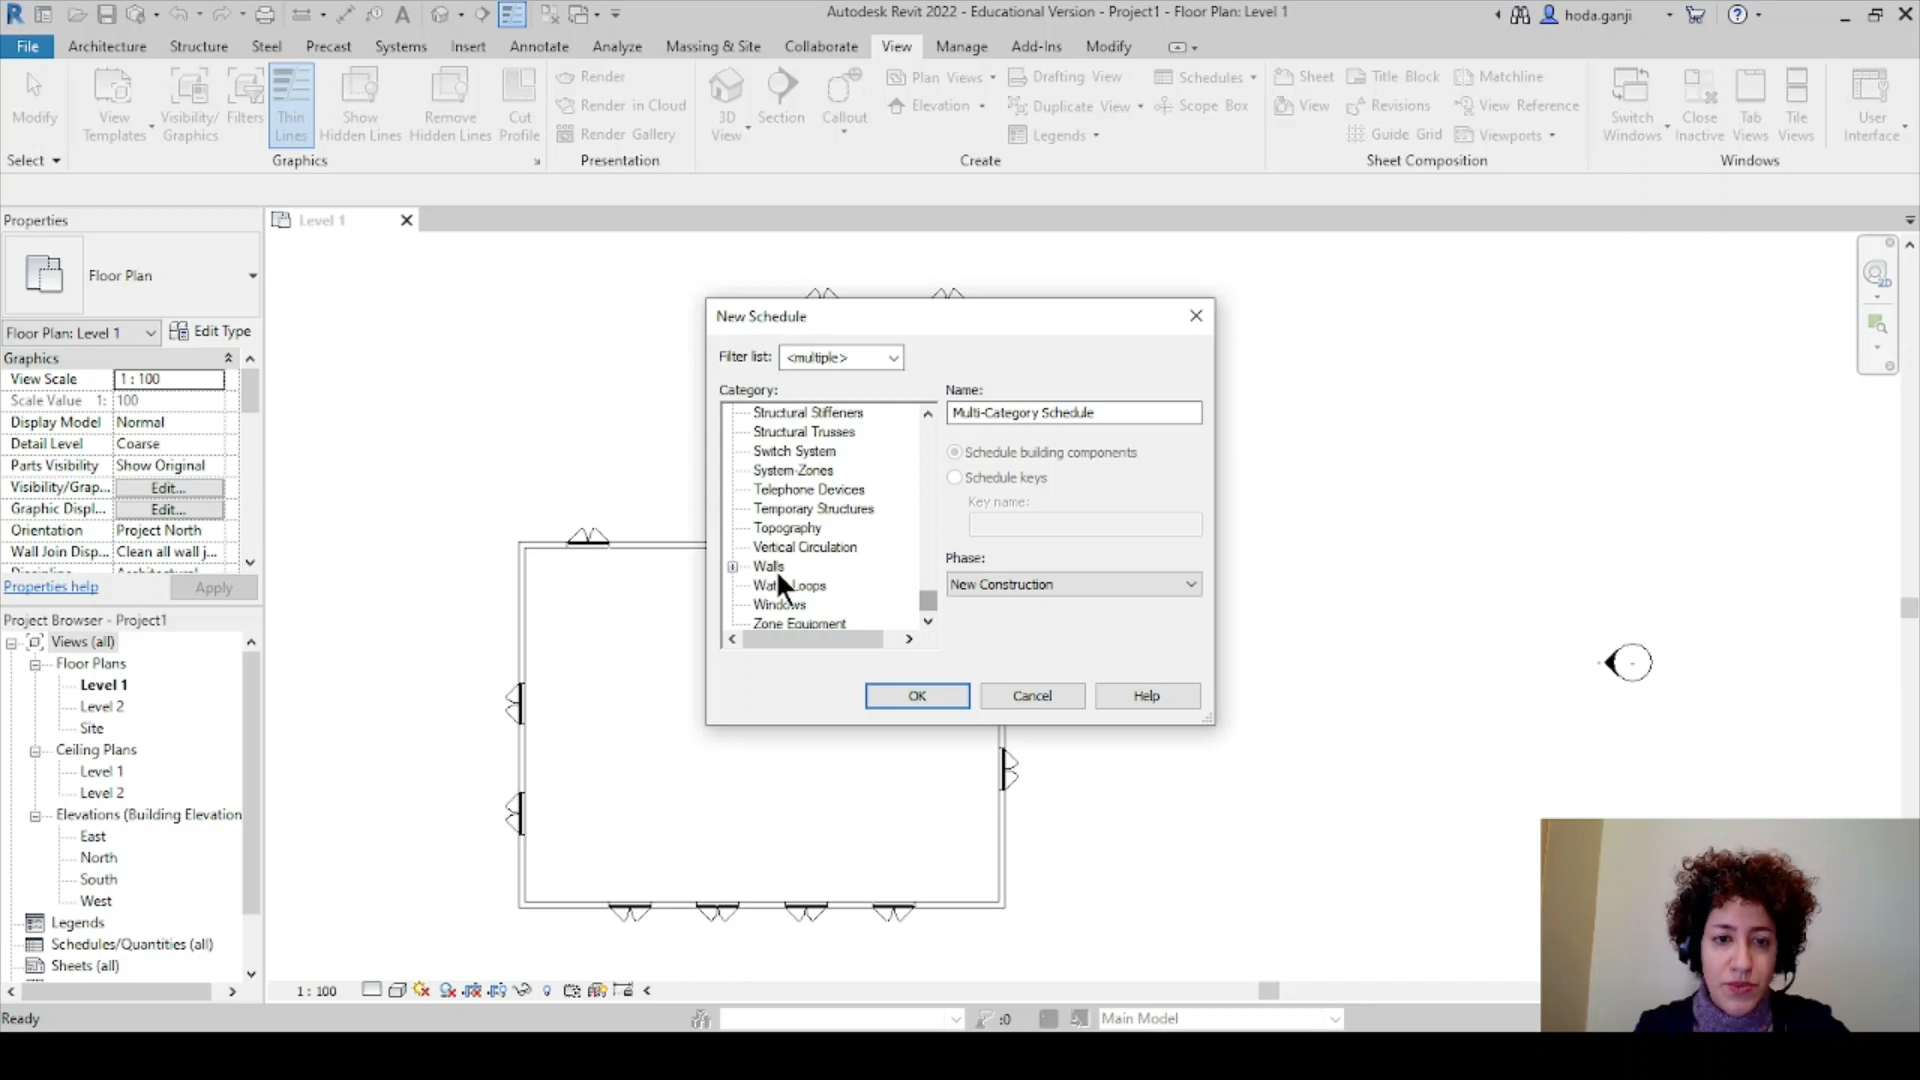 Autodesk Revit 2022 - Educational Version - Project1 - Floor Plan: Level 1
hoda.ganji
File Architecture Structure Steel Precast Systems Insert Annotate Analyze Massing & Site Collaborate View Manage Add-Ins Modify
Modify
View Templates
Visibility/ Graphics
Filters
Thin Lines
Show Hidden Lines
Remove Hidden Lines
Cut Profile
Render
Render in Cloud
Render Gallery
3D View
Section
Callout
Plan Views
Elevation
Drafting View
Duplicate View
Legends
Schedules
Scope Box
Sheet
View
Title Block
Revisions
Guide Grid
Matchline
View Reference
Viewports
Switch Windows
Close Inactive
Tab Views
Tile Views
User Interface
Select Graphics Presentation Create Sheet Composition Windows
Properties
Floor Plan
Floor Plan: Level 1 Edit Type
Graphics
View Scale 1 : 100
Scale Value 1: 100
Display Model Normal
Detail Level Coarse
Parts Visibility Show Original
Visibility/Grap... Edit...
Graphic Displ... Edit...
Orientation Project North
Wall Join Disp... Clean all wall j...
Properties help Apply
Project Browser - Project1
Views (all)
Floor Plans
Level 1
Level 2
Site
Ceiling Plans
Level 1
Level 2
Elevations (Building Elevation
East
North
South
West
Legends
Schedules/Quantities (all)
Sheets (all)
Level 1
2D
New Schedule
Filter list: <multiple>
Category:
Structural Stiffeners
Structural Trusses
Switch System
System-Zones
Telephone Devices
Temporary Structures
Topography
Vertical Circulation
Walls
Loops
Windows
Zone Equipment
Name:
Multi-Category Schedule
Schedule building components
Schedule keys
Key name:
Phase:
New Construction
OK Cancel Help
1 : 100
Ready
:0
Main Model